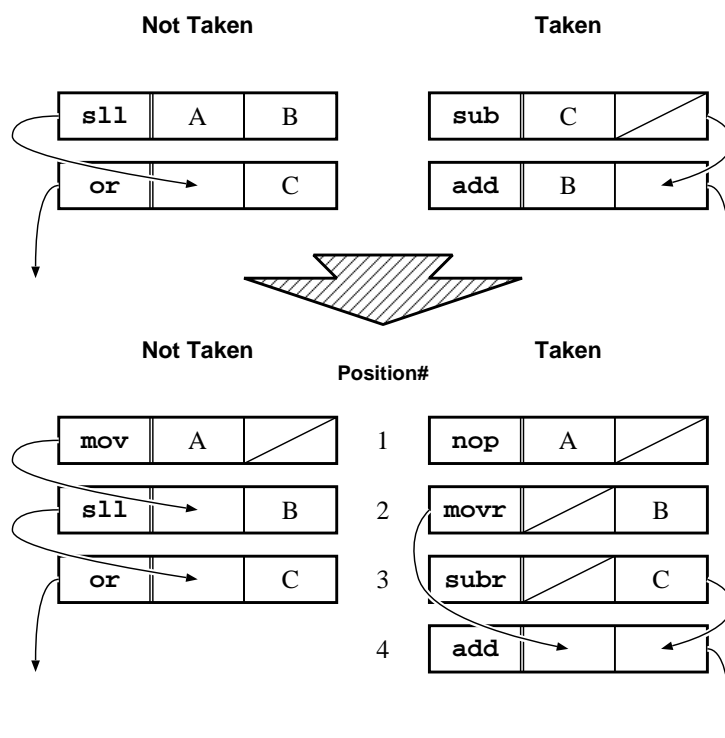 Not Taken Taken
sll A B sub C
or C add B
Not Taken Taken
Position#
mov A 1 nop A
sll B 2 movr B
or C 3 subr C
4 add